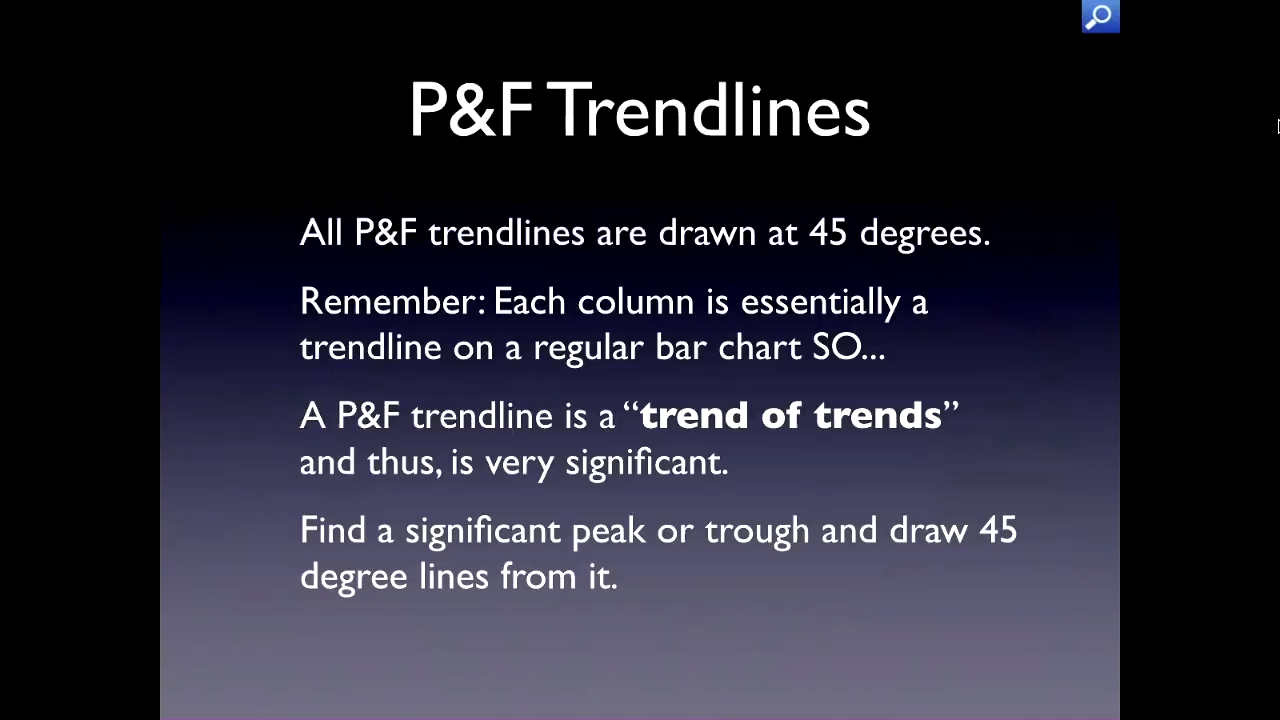 P&F Trendlines
All P&F trendlines are drawn at 45 degrees.
Remember: Each column is essentially a
trendline on a regular bar chart SO...
A P&F trendline is a “trend of trends”
and thus, is very significant.
Find a significant peak or trough and draw 45
degree lines from it.